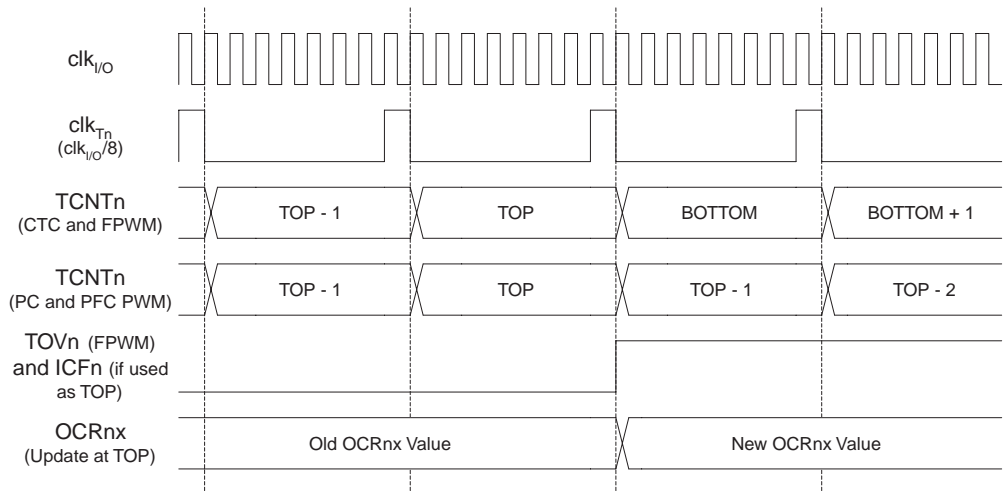 clkI/O
clkTn
(clkI/O/8)
TCNTn
(CTC and FPWM)
TOP - 1
TOP
BOTTOM
BOTTOM + 1
TCNTn
(PC and PFC PWM)
TOP - 1
TOP
TOP - 1
TOP - 2
TOVn (FPWM)
and ICFn (if used
as TOP)
OCRnx
(Update at TOP)
Old OCRnx Value
New OCRnx Value